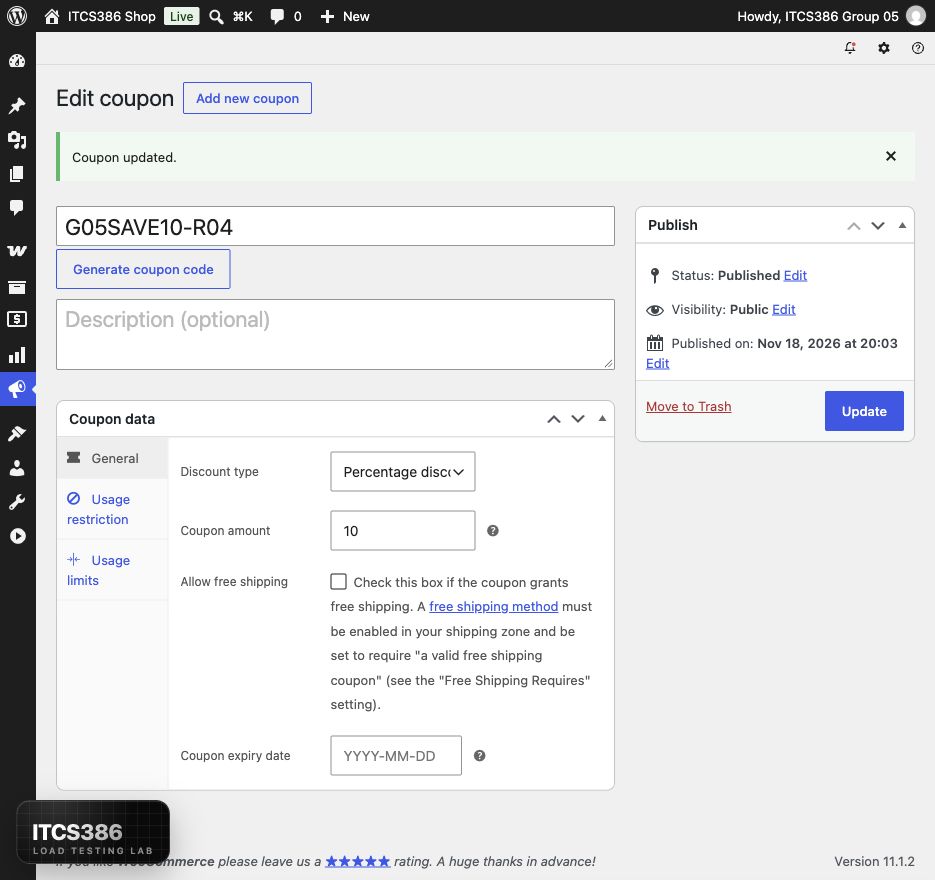 ITCS386 Shop Live ⌘K 0 New
Howdy, ITCS386 Group 05
Edit coupon
Add new coupon
Coupon updated.
G05SAVE10-R04
Generate coupon code
Description (optional)
Coupon data
General
Usage
restriction
Usage
limits
Discount type
Percentage disc
Coupon amount
10
Allow free shipping
Check this box if the coupon grants
free shipping. A free shipping method must
be enabled in your shipping zone and be
set to require "a valid free shipping
coupon" (see the "Free Shipping Requires"
setting).
Coupon expiry date
YYYY-MM-DD
Publish
Status: Published Edit
Visibility: Public Edit
Published on: Nov 18, 2026 at 20:03
Edit
Move to Trash
Update
ITCS386
LOAD TESTING LAB
please leave us a ★★★★★ rating. A huge thanks in advance!
Version 11.1.2